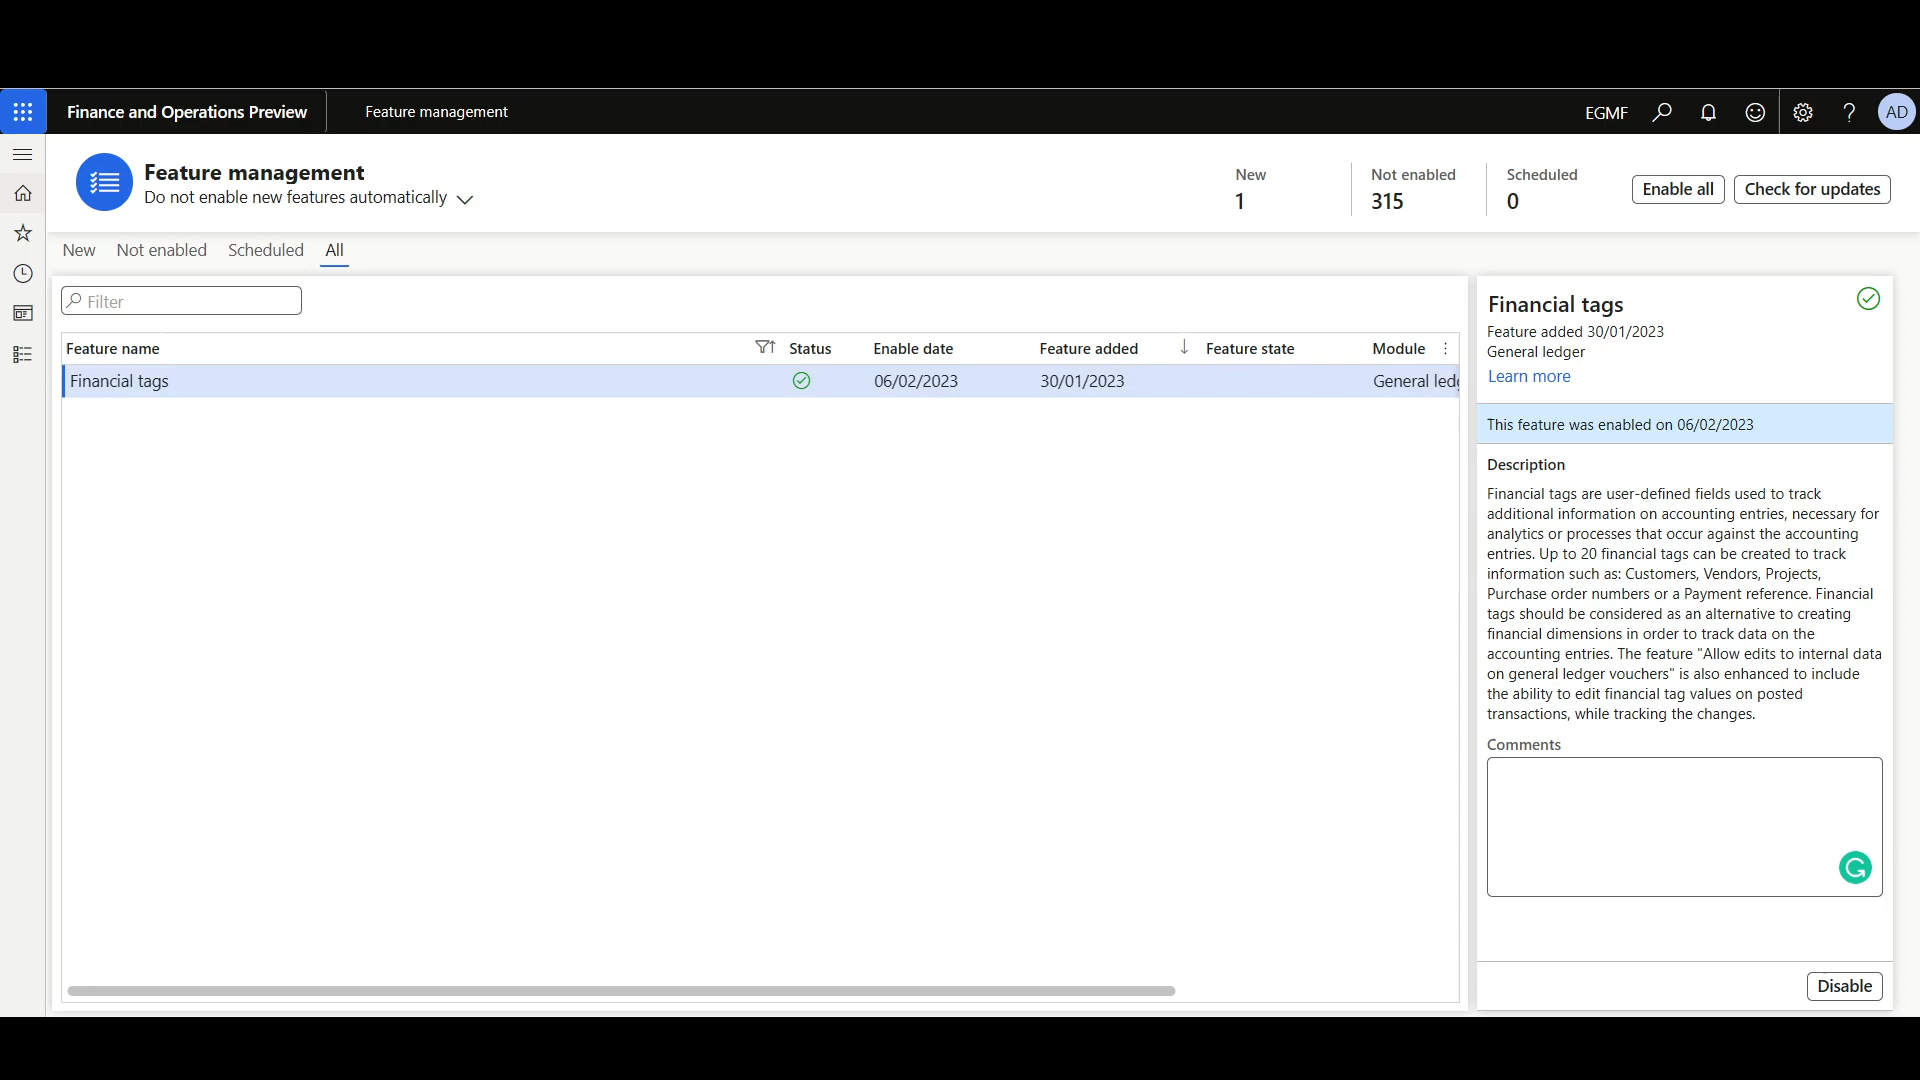 Finance and Operations Preview
Feature management
EGMF
AD
Feature management
Do not enable new features automatically
New
1
Not enabled
315
Scheduled
0
Enable all
Check for updates
New
Not enabled
Scheduled
All
Filter
Feature name
Status
Enable date
Feature added
Feature state
Module
Financial tags
06/02/2023
30/01/2023
General led
Financial tags
Feature added 30/01/2023
General ledger
Learn more
This feature was enabled on 06/02/2023
Description
Financial tags are user-defined fields used to track
additional information on accounting entries, necessary for
analytics or processes that occur against the accounting
entries. Up to 20 financial tags can be created to track
information such as: Customers, Vendors, Projects,
Purchase order numbers or a Payment reference. Financial
tags should be considered as an alternative to creating
financial dimensions in order to track data on the
accounting entries. The feature "Allow edits to internal data
on general ledger vouchers" is also enhanced to include
the ability to edit financial tag values on posted
transactions, while tracking the changes.
Comments
Disable